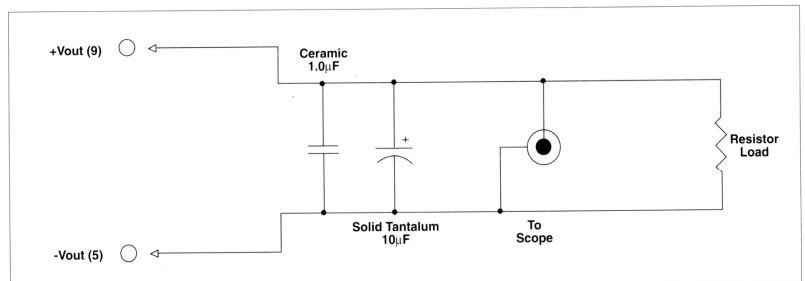 +Vout (9)
Ceramic
1.0µF
+
Resistor
Load
Solid Tantalum
10µF
To
Scope
-Vout (5)